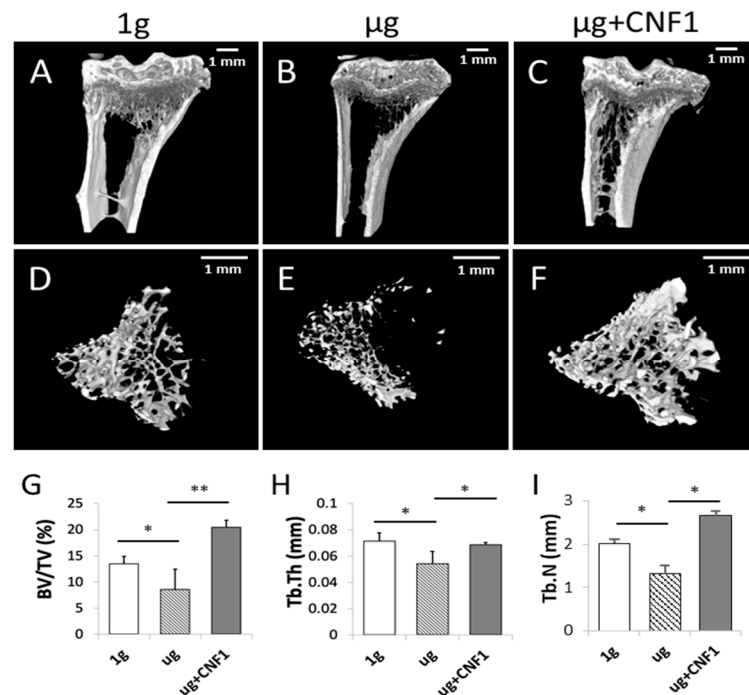 1g μg μg+CNF1
A 1 mm B 1 mm C 1 mm
D 1 mm E 1 mm F 1 mm
G H I
BV/TV (%)
25
20
15
10
5
0
*
**
1g ug ug+CNF1
Tb.Th (mm)
0.1
0.08
0.06
0.04
0.02
0
*
*
1g ug ug+CNF1
Tb.N (mm)
3
2
1
0
*
*
1g ug ug+CNF1